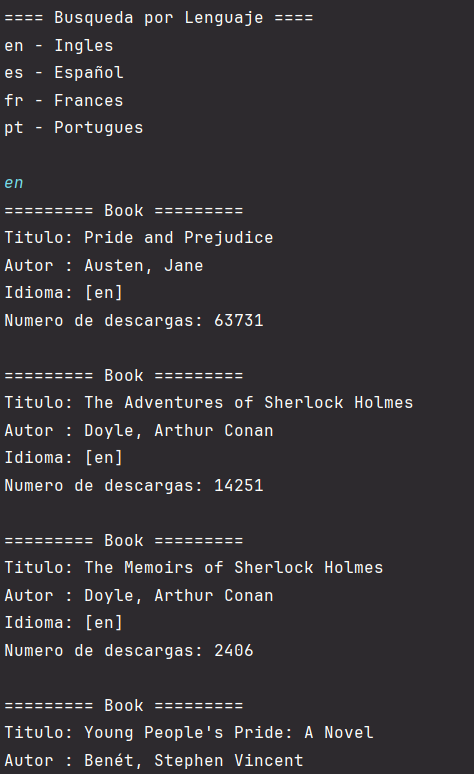 ==== Busqueda por Lenguaje ====
en - Ingles
es - Español
fr - Frances
pt - Portugues
en
========= Book =========
Titulo: Pride and Prejudice
Autor : Austen, Jane
Idioma: [en]
Numero de descargas: 63731
========= Book =========
Titulo: The Adventures of Sherlock Holmes
Autor : Doyle, Arthur Conan
Idioma: [en]
Numero de descargas: 14251
========= Book =========
Titulo: The Memoirs of Sherlock Holmes
Autor : Doyle, Arthur Conan
Idioma: [en]
Numero de descargas: 2406
========= Book =========
Titulo: Young People's Pride: A Novel
Autor : Benét, Stephen Vincent